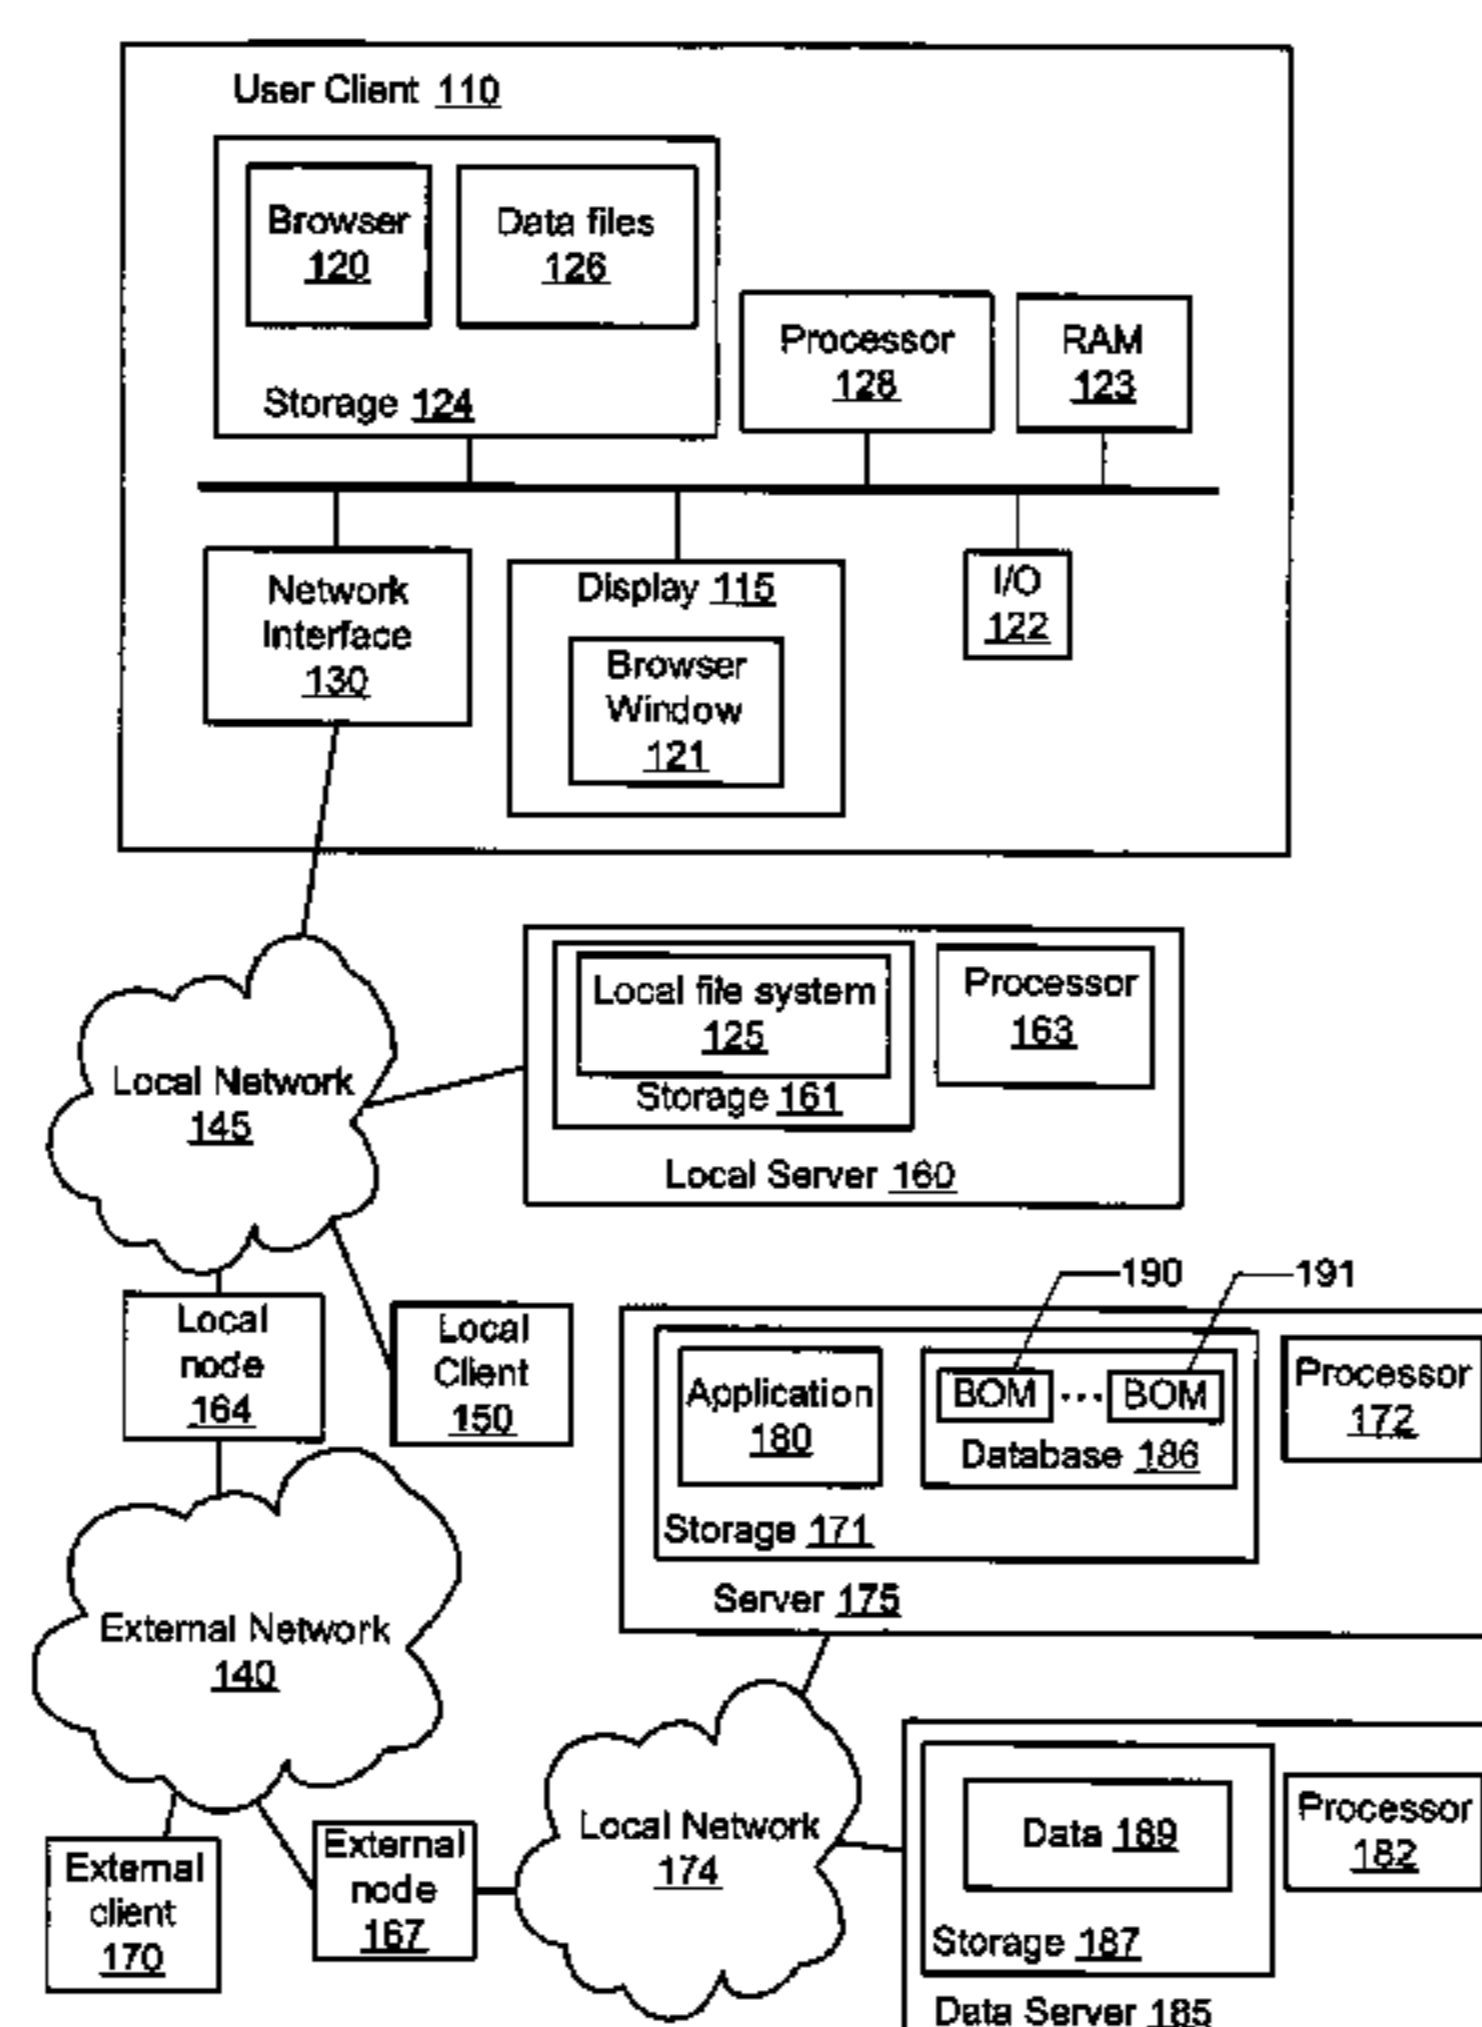 User Client 110
Browser
120
Data files
126
Storage 124
Processor
128
RAM
123
Network
Interface
130
Display 115
Browser
Window
121
I/O
122
Local Network
145
Local file system
125
Storage 161
Processor
163
Local Server 160
Local
node
164
Local
Client
150
190
191
Application
180
BOM ... BOM
Database 186
Storage 171
Processor
172
Server 175
External Network
140
External
client
170
External
node
167
Local Network
174
Data 189
Storage 187
Processor
182
Data Server 185